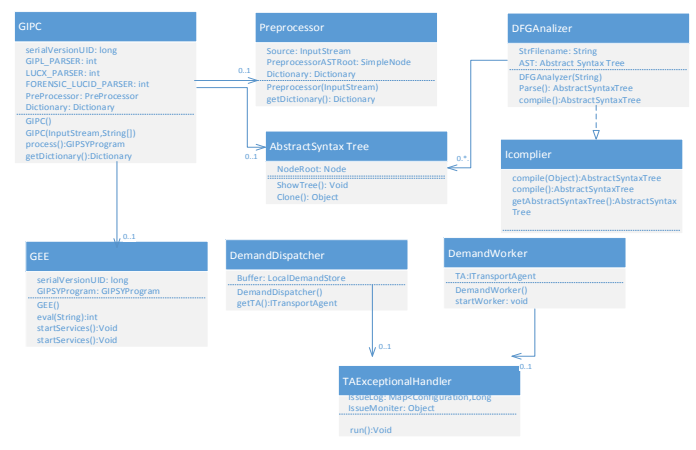 GIPC
serialVersionUID: long
GIPL_PARSER: int
LUCX_PARSER: int
FORENSIC_LUCID_PARSER: int
PreProcessor: PreProcessor
Dictionary: Dictionary
GIPC()
GIPC(InputStream,String[])
process():GIPSYProgram
getDictionary():Dictionary
0..1
Preprocessor
Source: InputStream
PreprocessorASTRoot: SimpleNode
Dictionary: Dictionary
Preprocessor(InputStream)
getDictionary(): Dictionary
DFGAnalizer
StrFilename: String
AST: Abstract Syntax Tree
DFGAnalyzer(String)
Parse(): AbstractSyntaxTree
compile():AbstractSyntaxTree
0..1
AbstractSyntax Tree
NodeRoot: Node
ShowTree(): Void
Clone(): Object
0.*.
Icomplier
compile(Object):AbstractSyntaxTree
compile():AbstractSyntaxTree
getAbstractSyntaxTree():AbstractSyntax
Tree
0..1
GEE
serialVersionUID: long
GIPSYProgram: GIPSYProgram
GEE()
eval(String):int
startServices():Void
startServices():Void
DemandDispatcher
Buffer: LocalDemandStore
DemandDispatcher()
getTA():ITransportAgent
DemandWorker
TA:ITransportAgent
DemandWorker()
startWorker: void
0..1
0..1
TAExceptionalHandler
IssueLog: Map<Configuration,Long
IssueMoniter: Object
run():Void